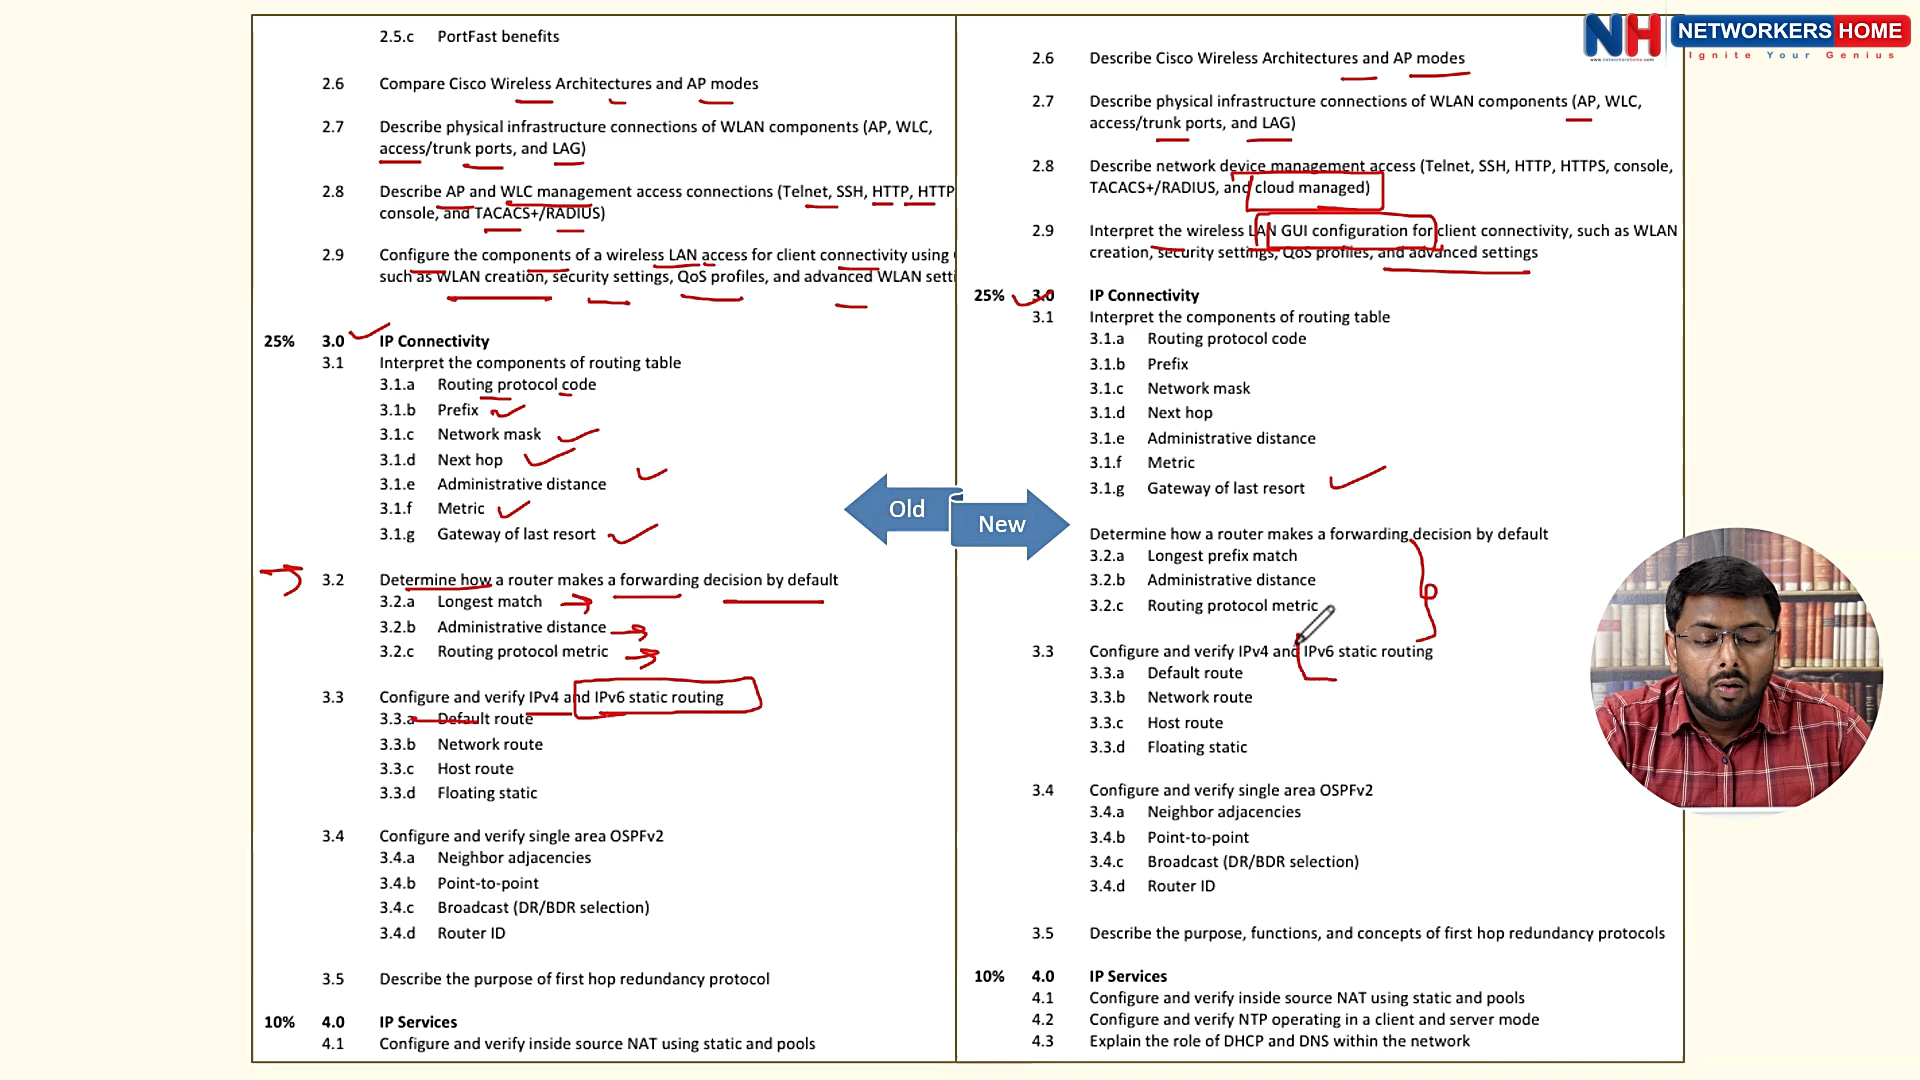 2.5.c PortFast benefits
2.6 Compare Cisco Wireless Architectures and AP modes
2.7 Describe physical infrastructure connections of WLAN components (AP, WLC,
access/trunk ports, and LAG)
2.8 Describe AP and WLC management access connections (Telnet, SSH, HTTP, HTTP
console, and TACACS+/RADIUS)
2.9 Configure the components of a wireless LAN access for client connectivity using
such as WLAN creation, security settings, QoS profiles, and advanced WLAN setti
25% 3.0 IP Connectivity
3.1 Interpret the components of routing table
3.1.a Routing protocol code
3.1.b Prefix
3.1.c Network mask
3.1.d Next hop
3.1.e Administrative distance
3.1.f Metric
3.1.g Gateway of last resort
3.2 Determine how a router makes a forwarding decision by default
3.2.a Longest match
3.2.b Administrative distance
3.2.c Routing protocol metric
3.3 Configure and verify IPv4 and IPv6 static routing
3.3.a Default route
3.3.b Network route
3.3.c Host route
3.3.d Floating static
3.4 Configure and verify single area OSPFv2
3.4.a Neighbor adjacencies
3.4.b Point-to-point
3.4.c Broadcast (DR/BDR selection)
3.4.d Router ID
3.5 Describe the purpose of first hop redundancy protocol
10% 4.0 IP Services
4.1 Configure and verify inside source NAT using static and pools
Old
New
2.6 Describe Cisco Wireless Architectures and AP modes
2.7 Describe physical infrastructure connections of WLAN components (AP, WLC,
access/trunk ports, and LAG)
2.8 Describe network device management access (Telnet, SSH, HTTP, HTTPS, console,
TACACS+/RADIUS, and cloud managed)
2.9 Interpret the wireless LAN GUI configuration for client connectivity, such as WLAN
creation, security settings, QoS profiles, and advanced settings
25% 3.0 IP Connectivity
3.1 Interpret the components of routing table
3.1.a Routing protocol code
3.1.b Prefix
3.1.c Network mask
3.1.d Next hop
3.1.e Administrative distance
3.1.f Metric
3.1.g Gateway of last resort
Determine how a router makes a forwarding decision by default
3.2.a Longest prefix match
3.2.b Administrative distance
3.2.c Routing protocol metric
3.3 Configure and verify IPv4 and IPv6 static routing
3.3.a Default route
3.3.b Network route
3.3.c Host route
3.3.d Floating static
3.4 Configure and verify single area OSPFv2
3.4.a Neighbor adjacencies
3.4.b Point-to-point
3.4.c Broadcast (DR/BDR selection)
3.4.d Router ID
3.5 Describe the purpose, functions, and concepts of first hop redundancy protocols
10% 4.0 IP Services
4.1 Configure and verify inside source NAT using static and pools
4.2 Configure and verify NTP operating in a client and server mode
4.3 Explain the role of DHCP and DNS within the network
NH NETWORKERS HOME
www.networkershome.com
Ignite Your Genius